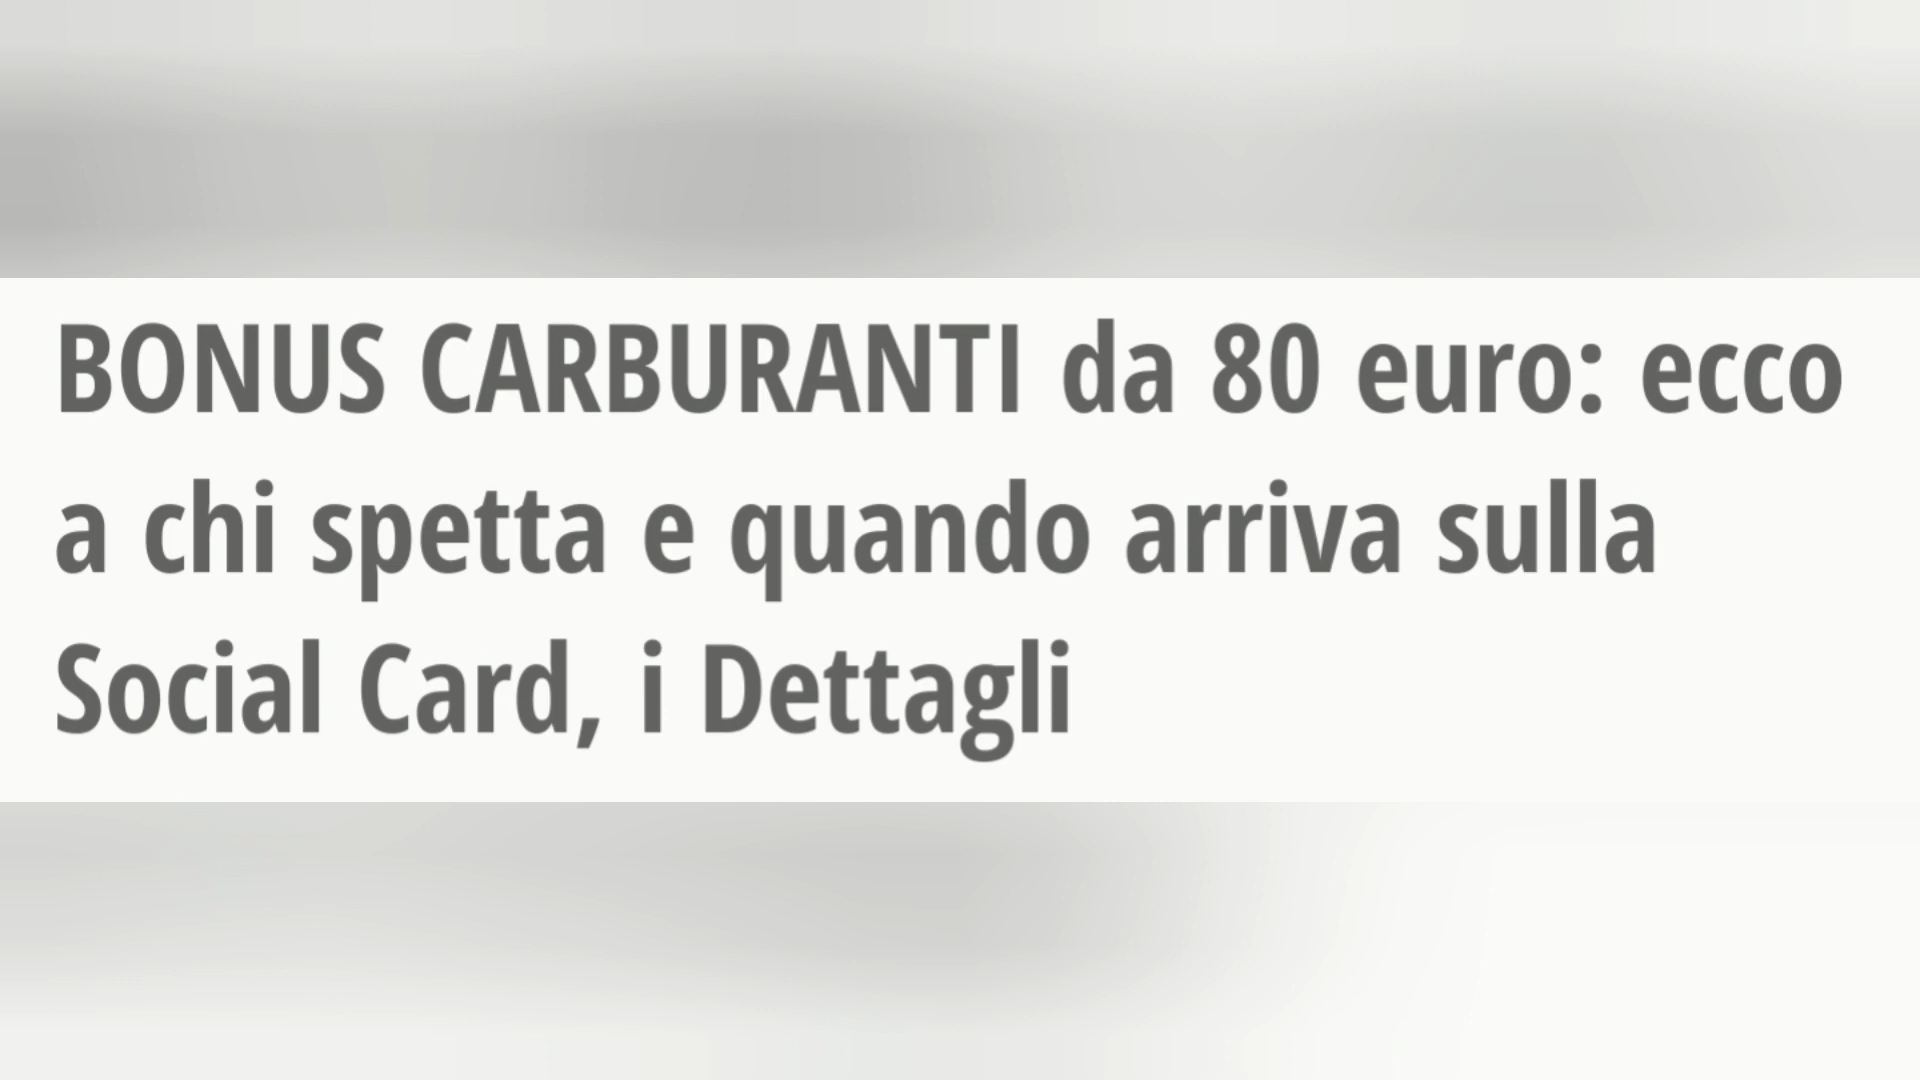 BONUS CARBURANTI da 80 euro: ecco
a chi spetta e quando arriva sulla
Social Card, i Dettagli